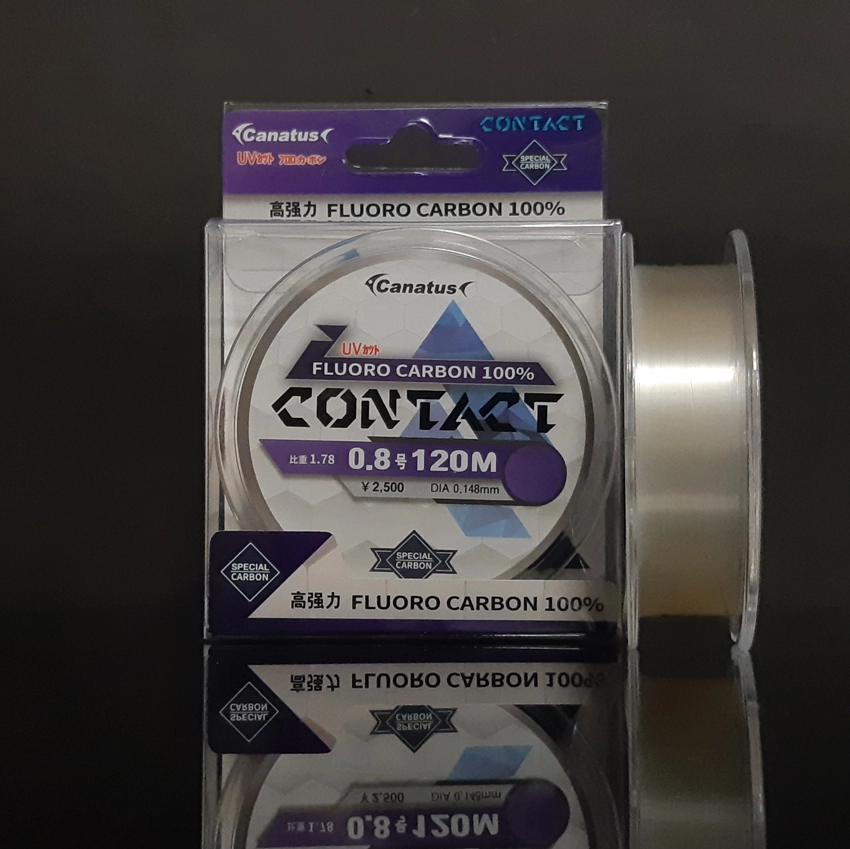 Canatus
CONTACT
UVカット フロロカーボン
SPECIAL
CARBON
高强力 FLUORO CARBON 100%
Canatus
UVカット
FLUORO CARBON 100%
CONTACT
比重 1.78 0.8号 120M
¥2,500 DIA 0.148mm
SPECIAL
CARBON
SPECIAL
CARBON
高强力 FLUORO CARBON 100%